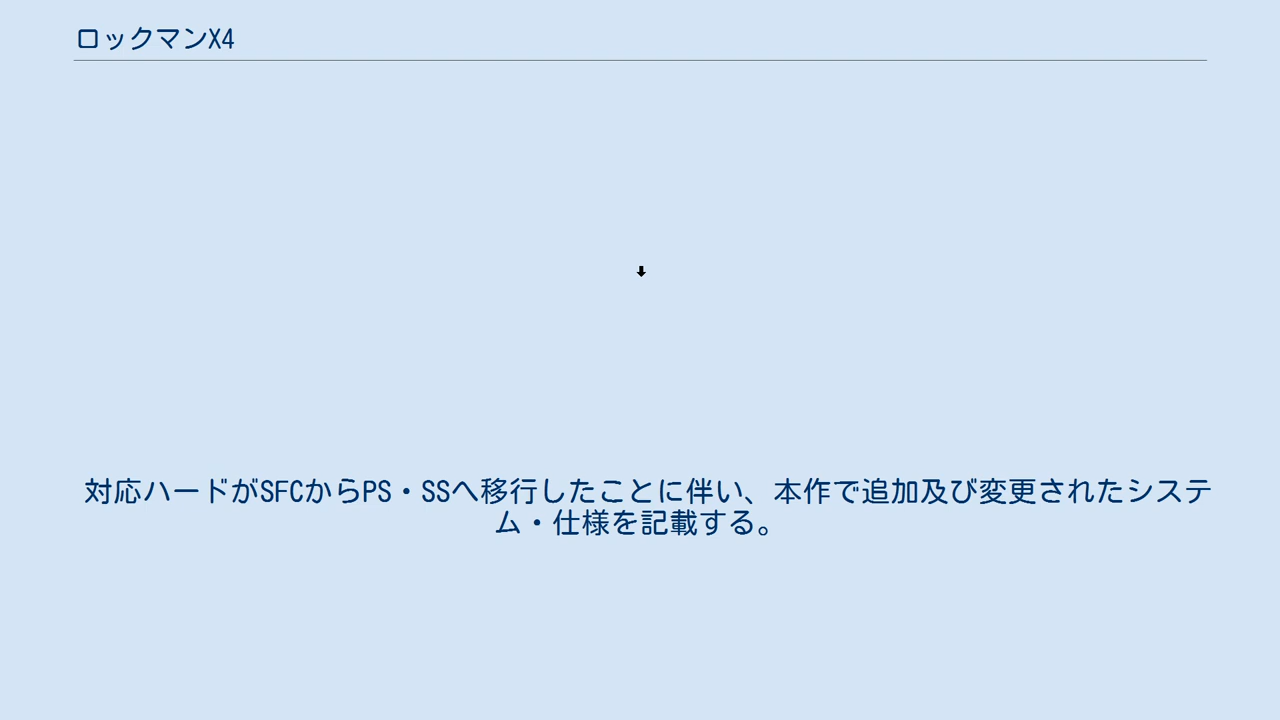 ロックマンX4
対応ハードがSFCからPS・SSへ移行したことに伴い、本作で追加及び変更されたシステ
ム・仕様を記載する。